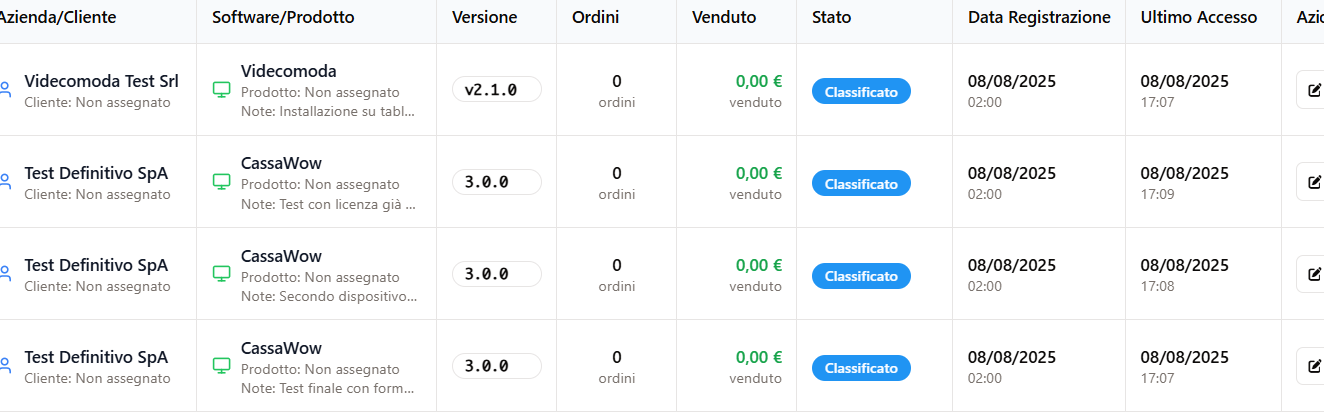 Azienda/Cliente Software/Prodotto Versione Ordini Venduto Stato Data Registrazione Ultimo Accesso
Videcomoda Test Srl
Cliente: Non assegnato
Videcomoda
Prodotto: Non assegnato
Note: Installazione su tabl...
v2.1.0
0
ordini
0,00 €
venduto
Classificato
08/08/2025
02:00
08/08/2025
17:07
Test Definitivo SpA
Cliente: Non assegnato
CassaWow
Prodotto: Non assegnato
Note: Test con licenza già ...
3.0.0
0
ordini
0,00 €
venduto
Classificato
08/08/2025
02:00
08/08/2025
17:09
Test Definitivo SpA
Cliente: Non assegnato
CassaWow
Prodotto: Non assegnato
Note: Secondo dispositivo...
3.0.0
0
ordini
0,00 €
venduto
Classificato
08/08/2025
02:00
08/08/2025
17:08
Test Definitivo SpA
Cliente: Non assegnato
CassaWow
Prodotto: Non assegnato
Note: Test finale con form...
3.0.0
0
ordini
0,00 €
venduto
Classificato
08/08/2025
02:00
08/08/2025
17:07